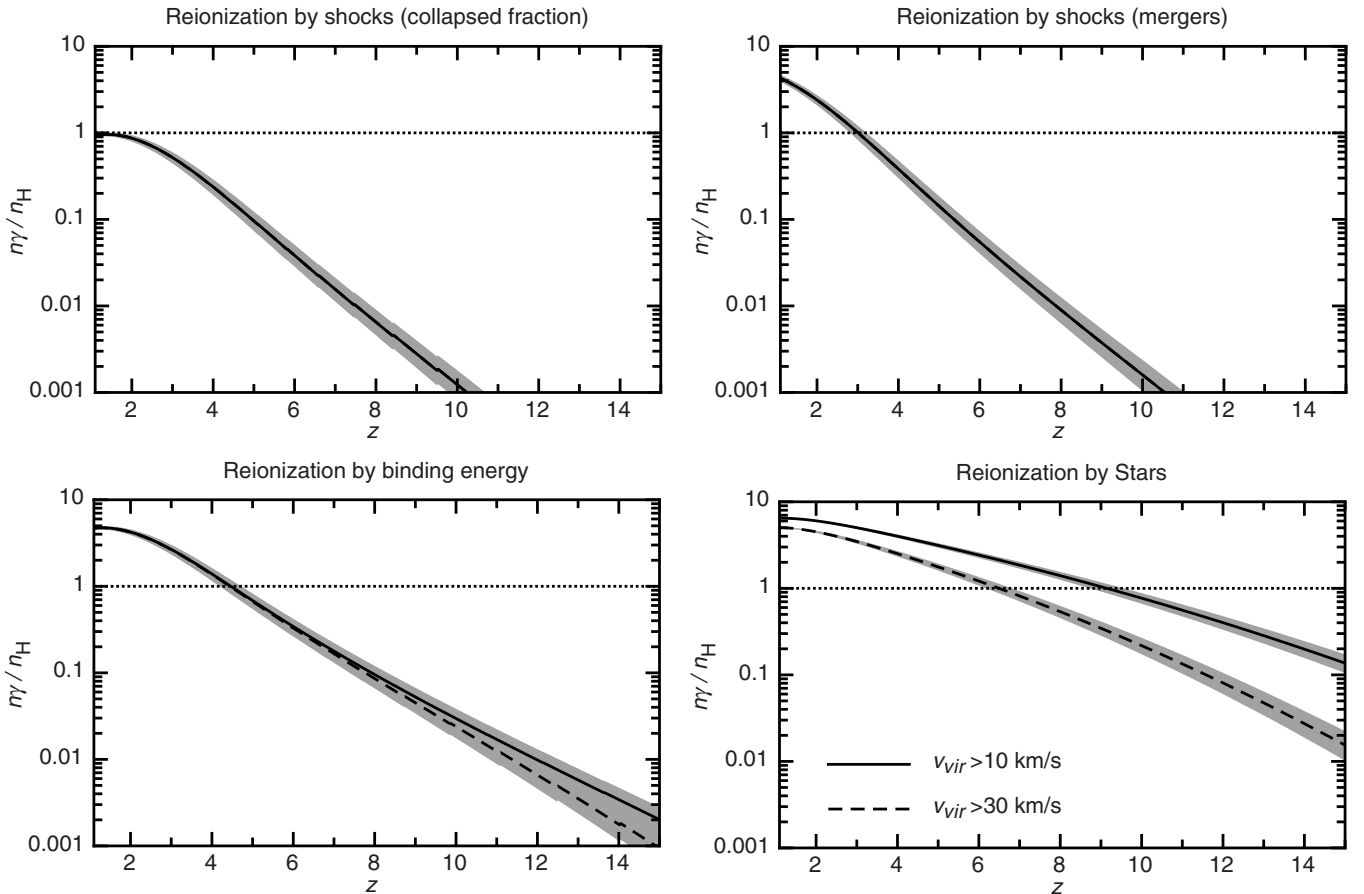 Reionization by shocks (collapsed fraction)
10
1
0.1
0.01
0.001
nγ / nH
2 4 6 8 10 12 14
z
Reionization by shocks (mergers)
10
1
0.1
0.01
0.001
nγ / nH
2 4 6 8 10 12 14
z
Reionization by binding energy
10
1
0.1
0.01
0.001
nγ / nH
2 4 6 8 10 12 14
z
Reionization by Stars
10
1
0.1
0.01
0.001
nγ / nH
vvir >10 km/s
vvir >30 km/s
2 4 6 8 10 12 14
z